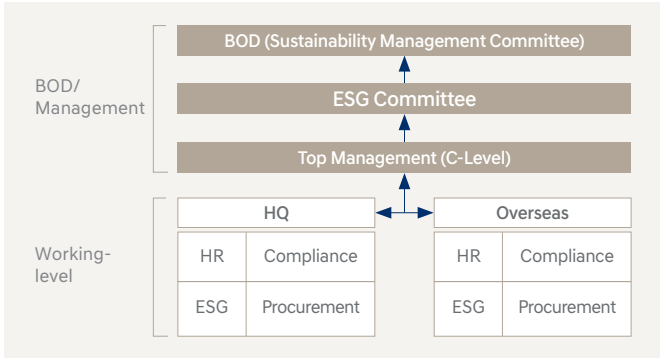 BOD (Sustainability Management Committee)
BOD/
Management
ESG Committee
Top Management (C-Level)
HQ
Overseas
Working-
level
HR
Compliance
HR
Compliance
ESG
Procurement
ESG
Procurement